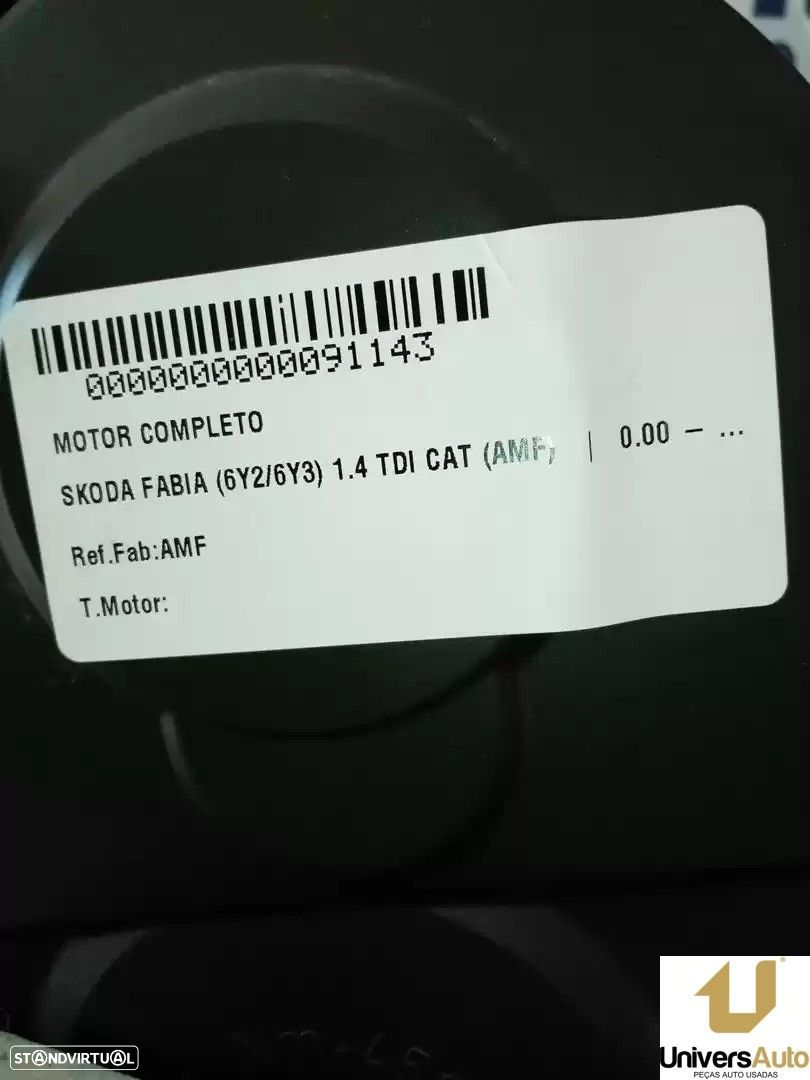 0000000000091143
MOTOR COMPLETO
SKODA FABIA (6Y2/6Y3) 1.4 TDI CAT (AMF) | 0.00 – ...
Ref.Fab:AMF
T.Motor:
STANDVIRTUAL
UniversAuto
PEÇAS AUTO USADAS